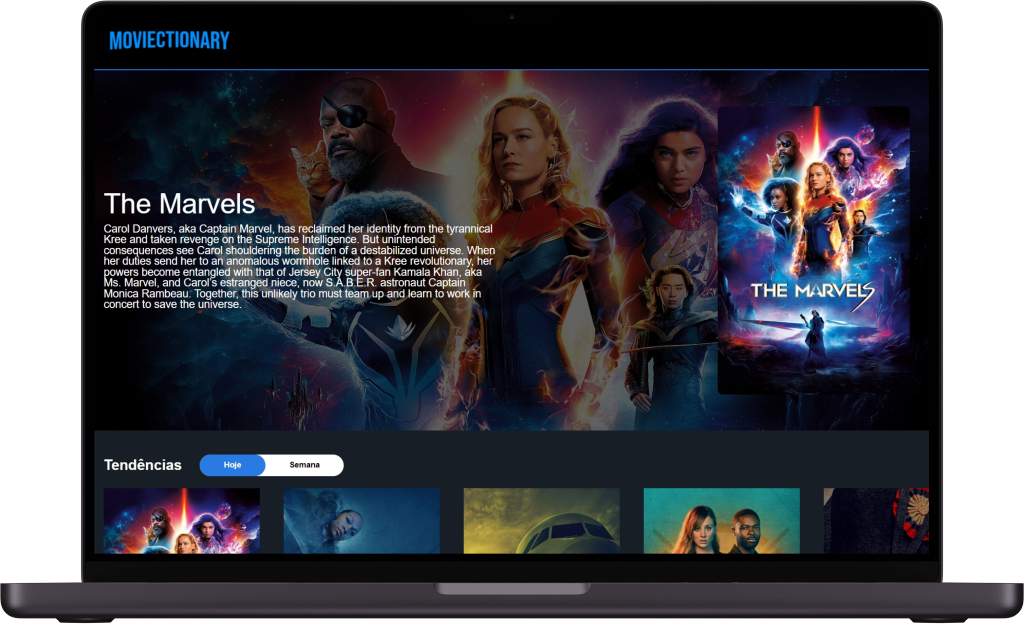 MOVIECTIONARY
The Marvels
Carol Danvers, aka Captain Marvel, has reclaimed her identity from the tyrannical
Kree and taken revenge on the Supreme Intelligence. But unintended
consequences see Carol shouldering the burden of a destabilized universe. When
her duties send her to an anomalous wormhole linked to a Kree revolutionary, her
powers become entangled with that of Jersey City super-fan Kamala Khan, aka
Ms. Marvel, and Carol's estranged niece, now S.A.B.E.R. astronaut Captain
Monica Rambeau. Together, this unlikely trio must team up and learn to work in
concert to save the universe.
THE MARVELS
Tendências
Hoje
Semana